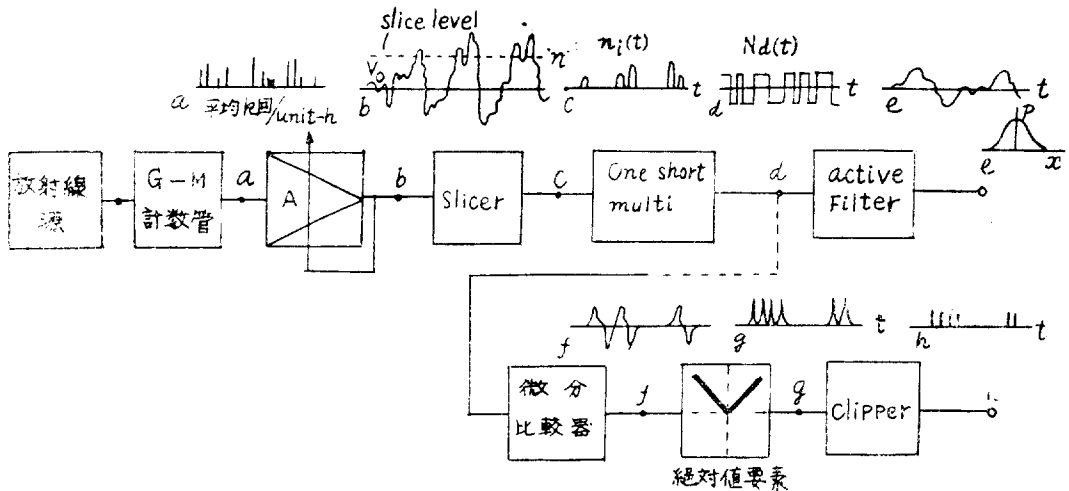 slice level
n
V₀
nᵢ(t)
Nd(t)
a
平均 /unit-h
b
c
t
d
t
e
t
P
e
x
放射線
源
G-M
計数管
a
A
b
Slicer
c
One short
multi
d
active
Filter
f
g
t
h
t
微分
比較器
f
g
Clipper
絶対値要素